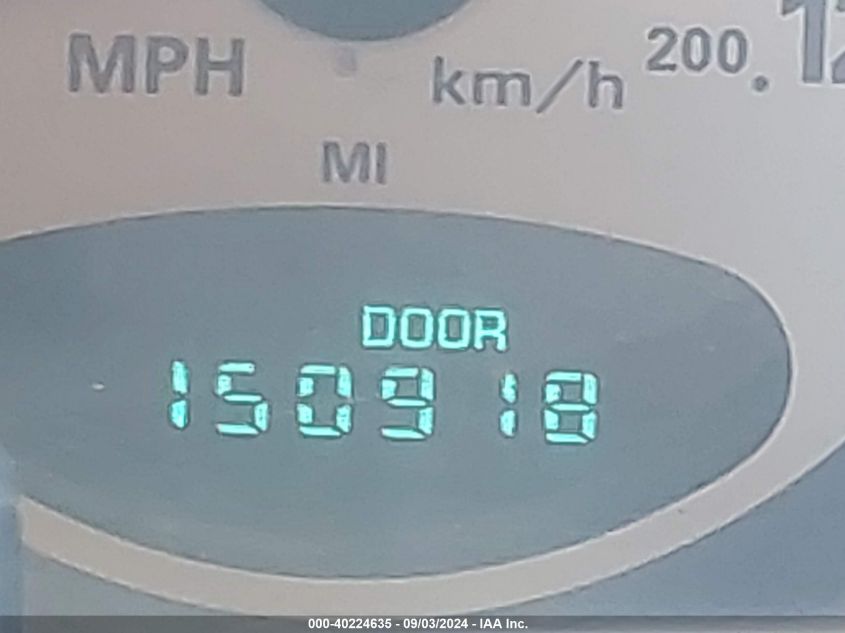 MPH
km/h
200.
MI
DOOR
150918
000-40224635 - 09/03/2024 - IAA Inc.